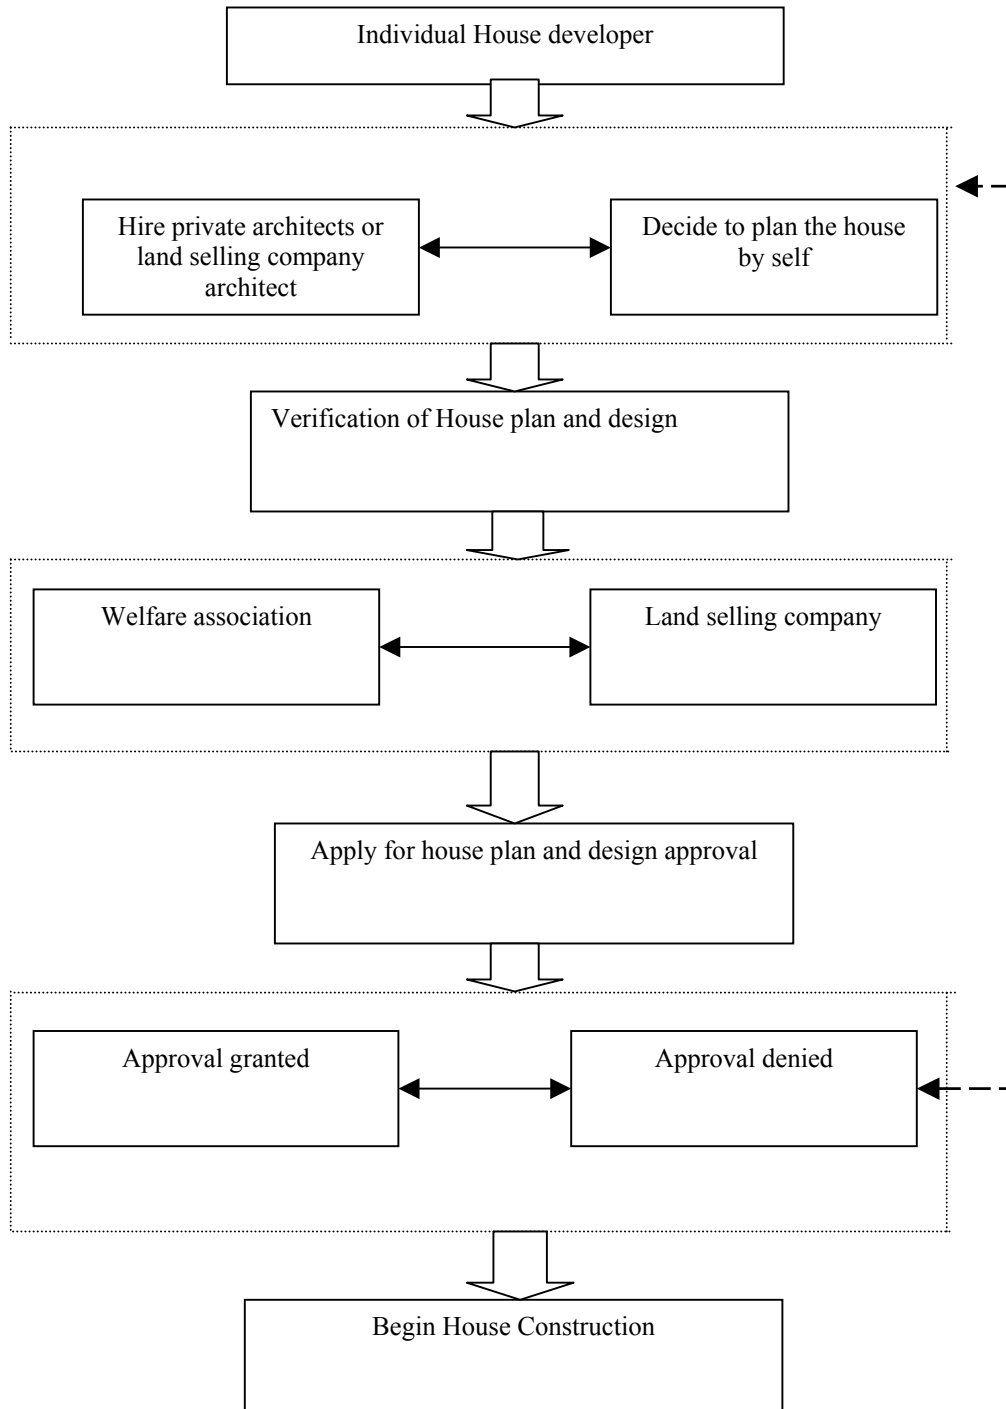 Individual House developer
Hire private architects or
land selling company
architect
Decide to plan the house
by self
Verification of House plan and design
Welfare association
Land selling company
Apply for house plan and design approval
Approval granted
Approval denied
Begin House Construction